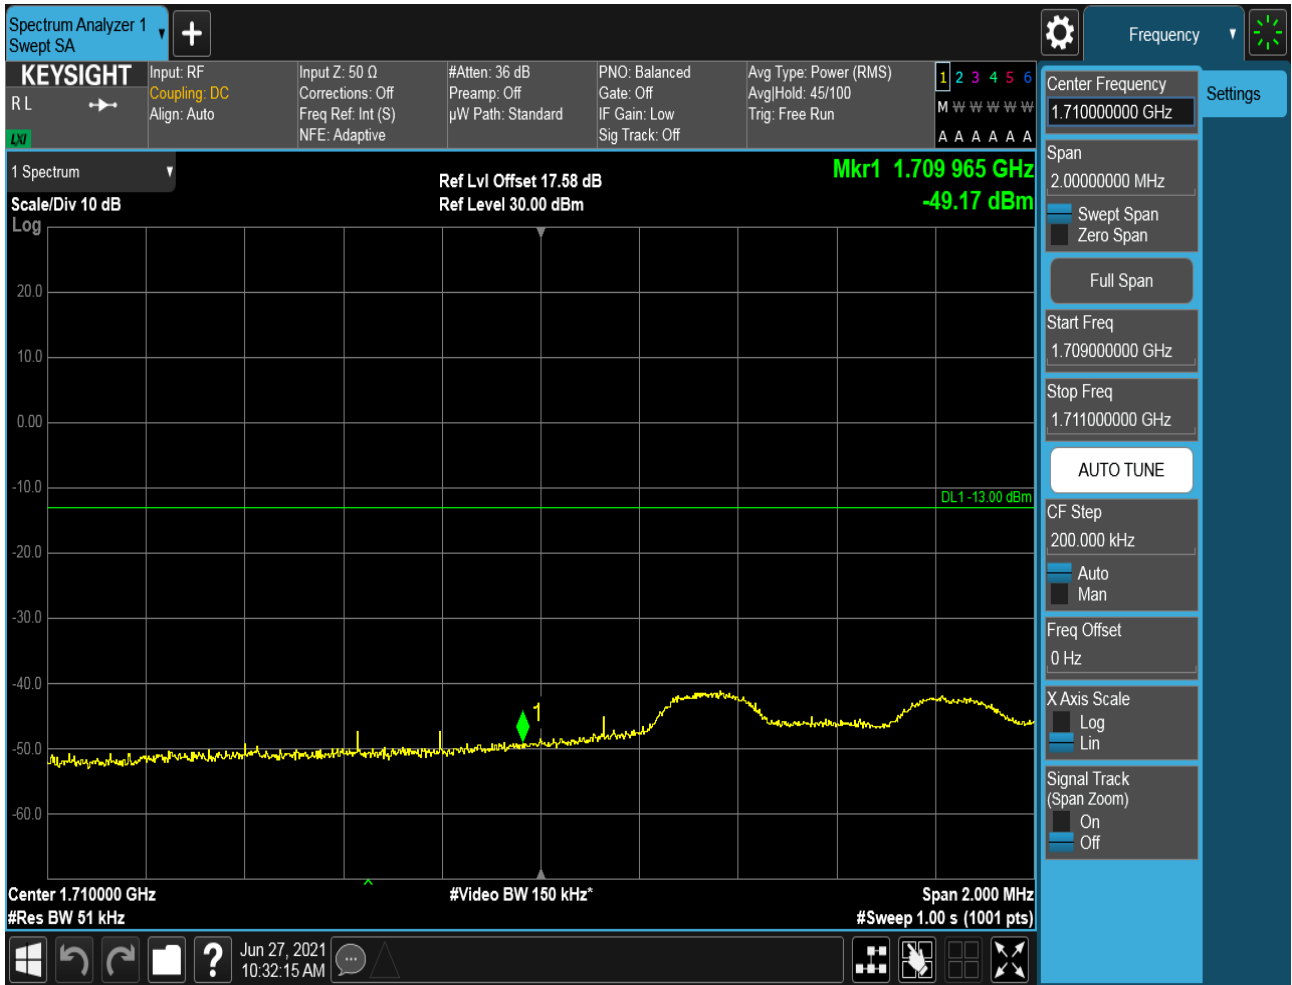 Spectrum Analyzer 1
Swept SA
Frequency
KEYSIGHT
R L
LXI
Input: RF
Coupling: DC
Align: Auto
Input Z: 50 Ω
Corrections: Off
Freq Ref: Int (S)
NFE: Adaptive
#Atten: 36 dB
Preamp: Off
µW Path: Standard
PNO: Balanced
Gate: Off
IF Gain: Low
Sig Track: Off
Avg Type: Power (RMS)
Avg|Hold: 45/100
Trig: Free Run
1 2 3 4 5 6
M W W W W W
A A A A A A
1 Spectrum
Scale/Div 10 dB
Log
Ref Lvl Offset 17.58 dB
Ref Level 30.00 dBm
Mkr1 1.709 965 GHz
-49.17 dBm
20.0
10.0
0.00
-10.0
DL1 -13.00 dBm
-20.0
-30.0
-40.0
1
-50.0
-60.0
Center 1.710000 GHz
#Res BW 51 kHz
#Video BW 150 kHz*
Span 2.000 MHz
#Sweep 1.00 s (1001 pts)
Center Frequency
1.710000000 GHz
Settings
Span
2.00000000 MHz
Swept Span
Zero Span
Full Span
Start Freq
1.709000000 GHz
Stop Freq
1.711000000 GHz
AUTO TUNE
CF Step
200.000 kHz
Auto
Man
Freq Offset
0 Hz
X Axis Scale
Log
Lin
Signal Track
(Span Zoom)
On
Off
?
Jun 27, 2021
10:32:15 AM